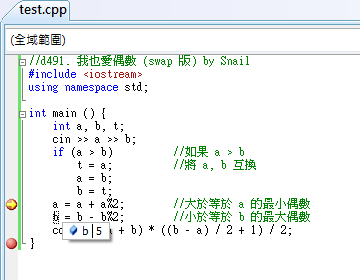 test.cpp
(全域範圍)
//d491. 我也愛偶數 (swap 版) by Snail
#include <iostream>
using namespace std;
int main () {
int a, b, t;
cin >> a >> b;
if (a > b) //如果 a > b
t = a; //將 a, b 互換
a = b;
b = t;
a = a + a%2; //大於等於 a 的最小偶數
b = b - b%2; //小於等於 b 的最大偶數
co b 5 + b) * ((b - a) / 2 + 1) / 2;
}